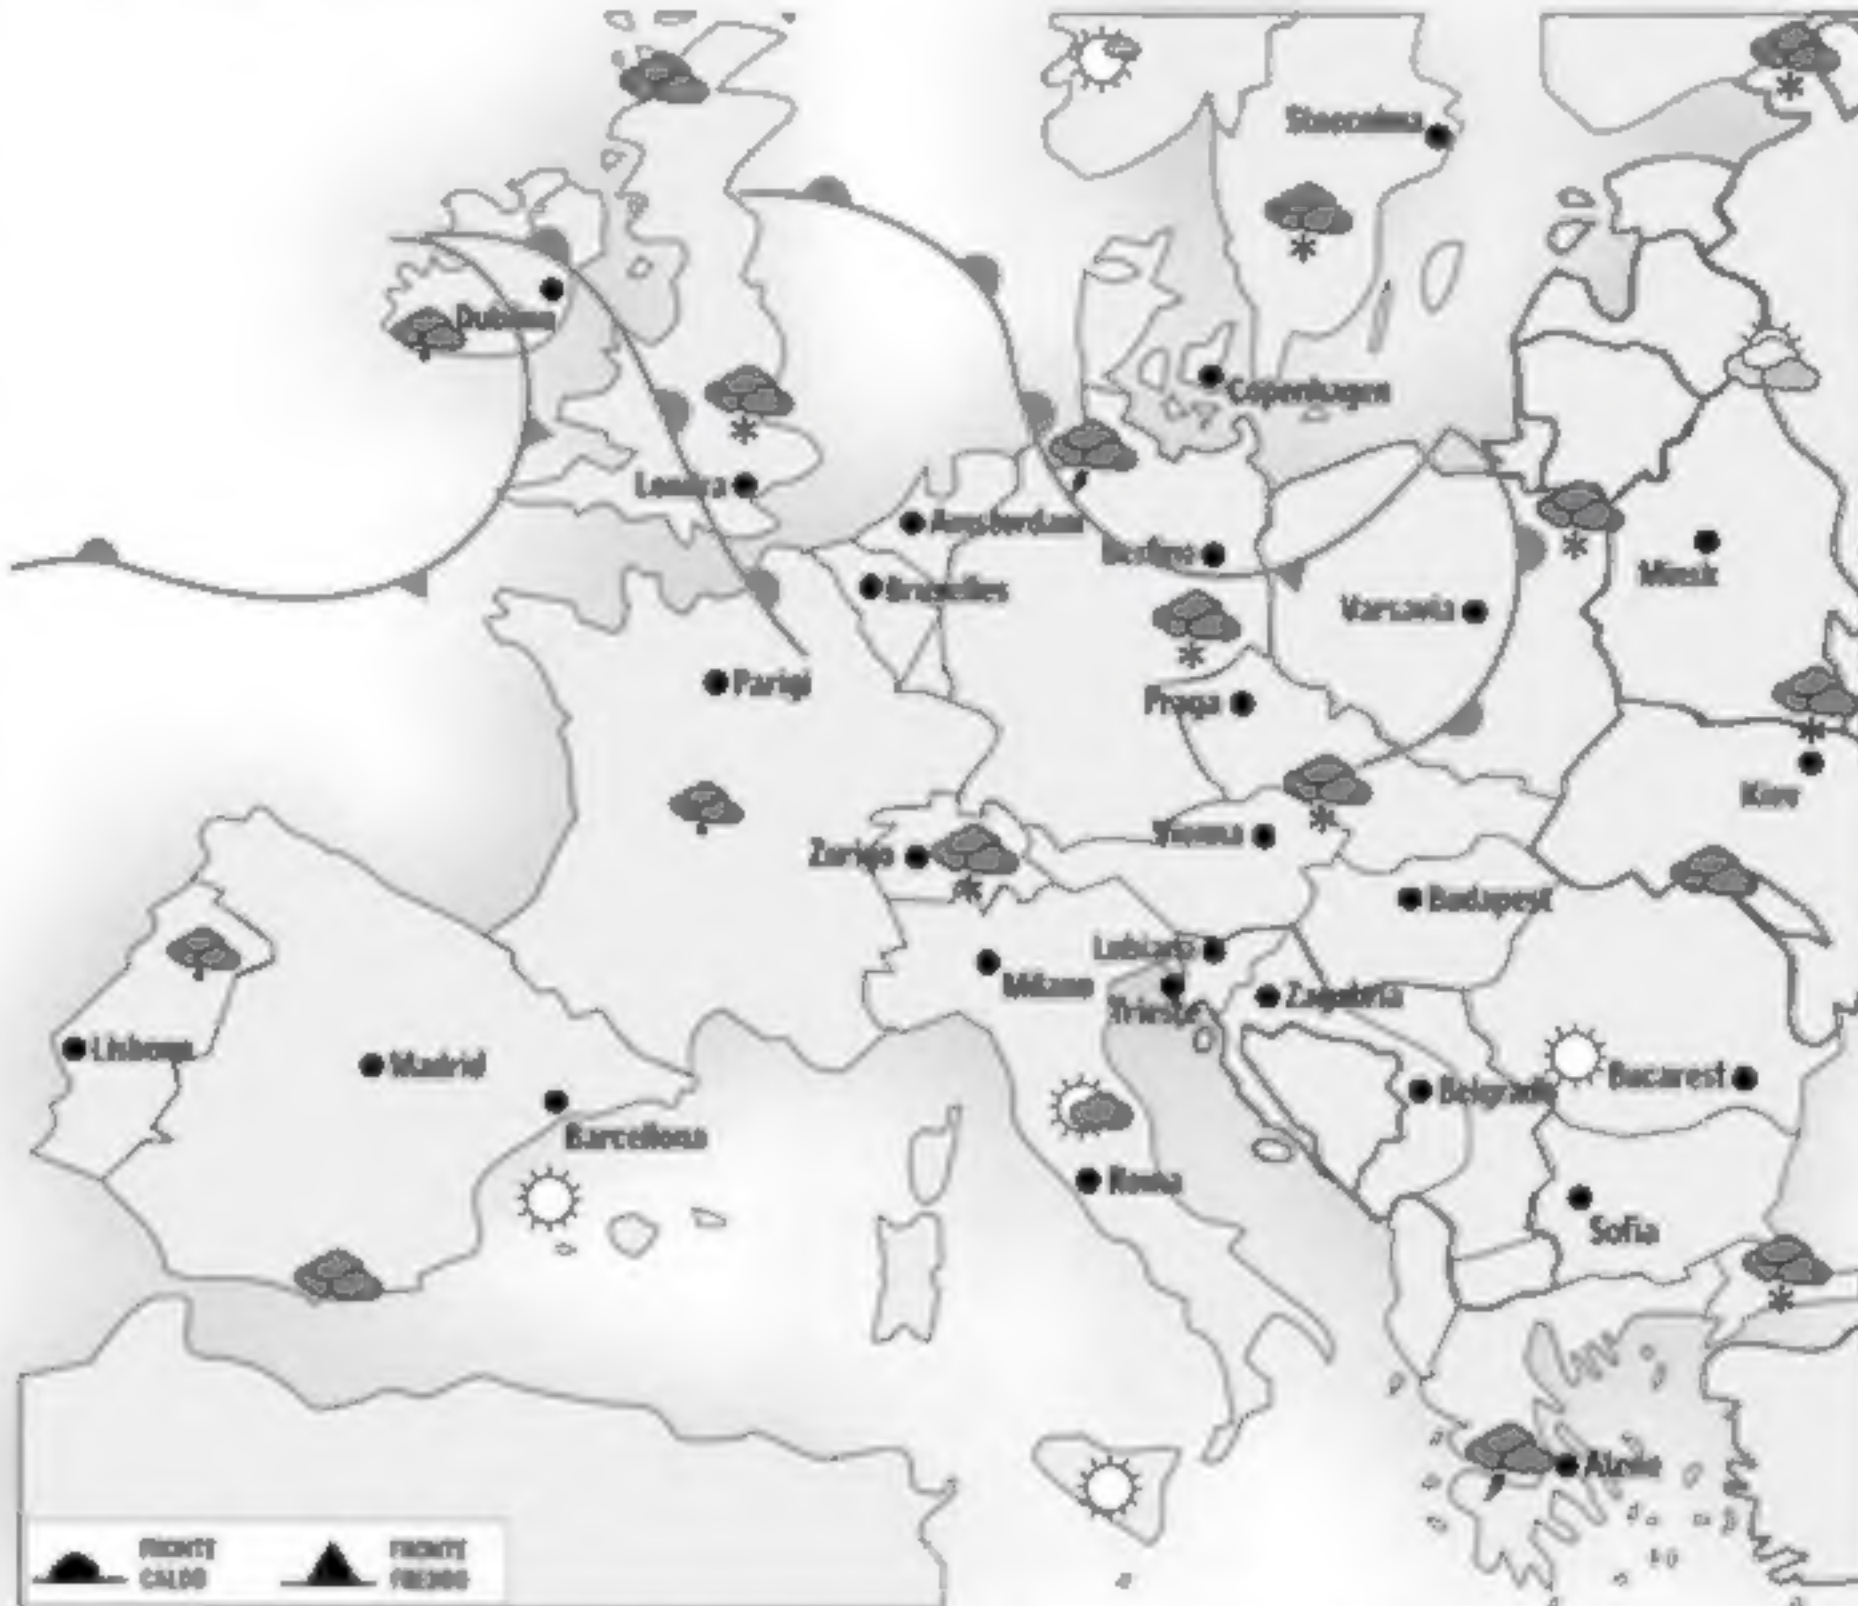 Stoccolma
Dublino
Copenhagen
Londra
Amsterdam
Berlino
Bruxelles
Minsk
Varsavia
Parigi
Praga
Kiev
Vienna
Zurigo
Budapest
Lubiana
Milano
Zagabria
Trieste
Lisbona
Madrid
Bucarest
Belgrado
Barcellona
Roma
Sofia
Atene
FRONTE
CALDO
FRONTE
FREDDO